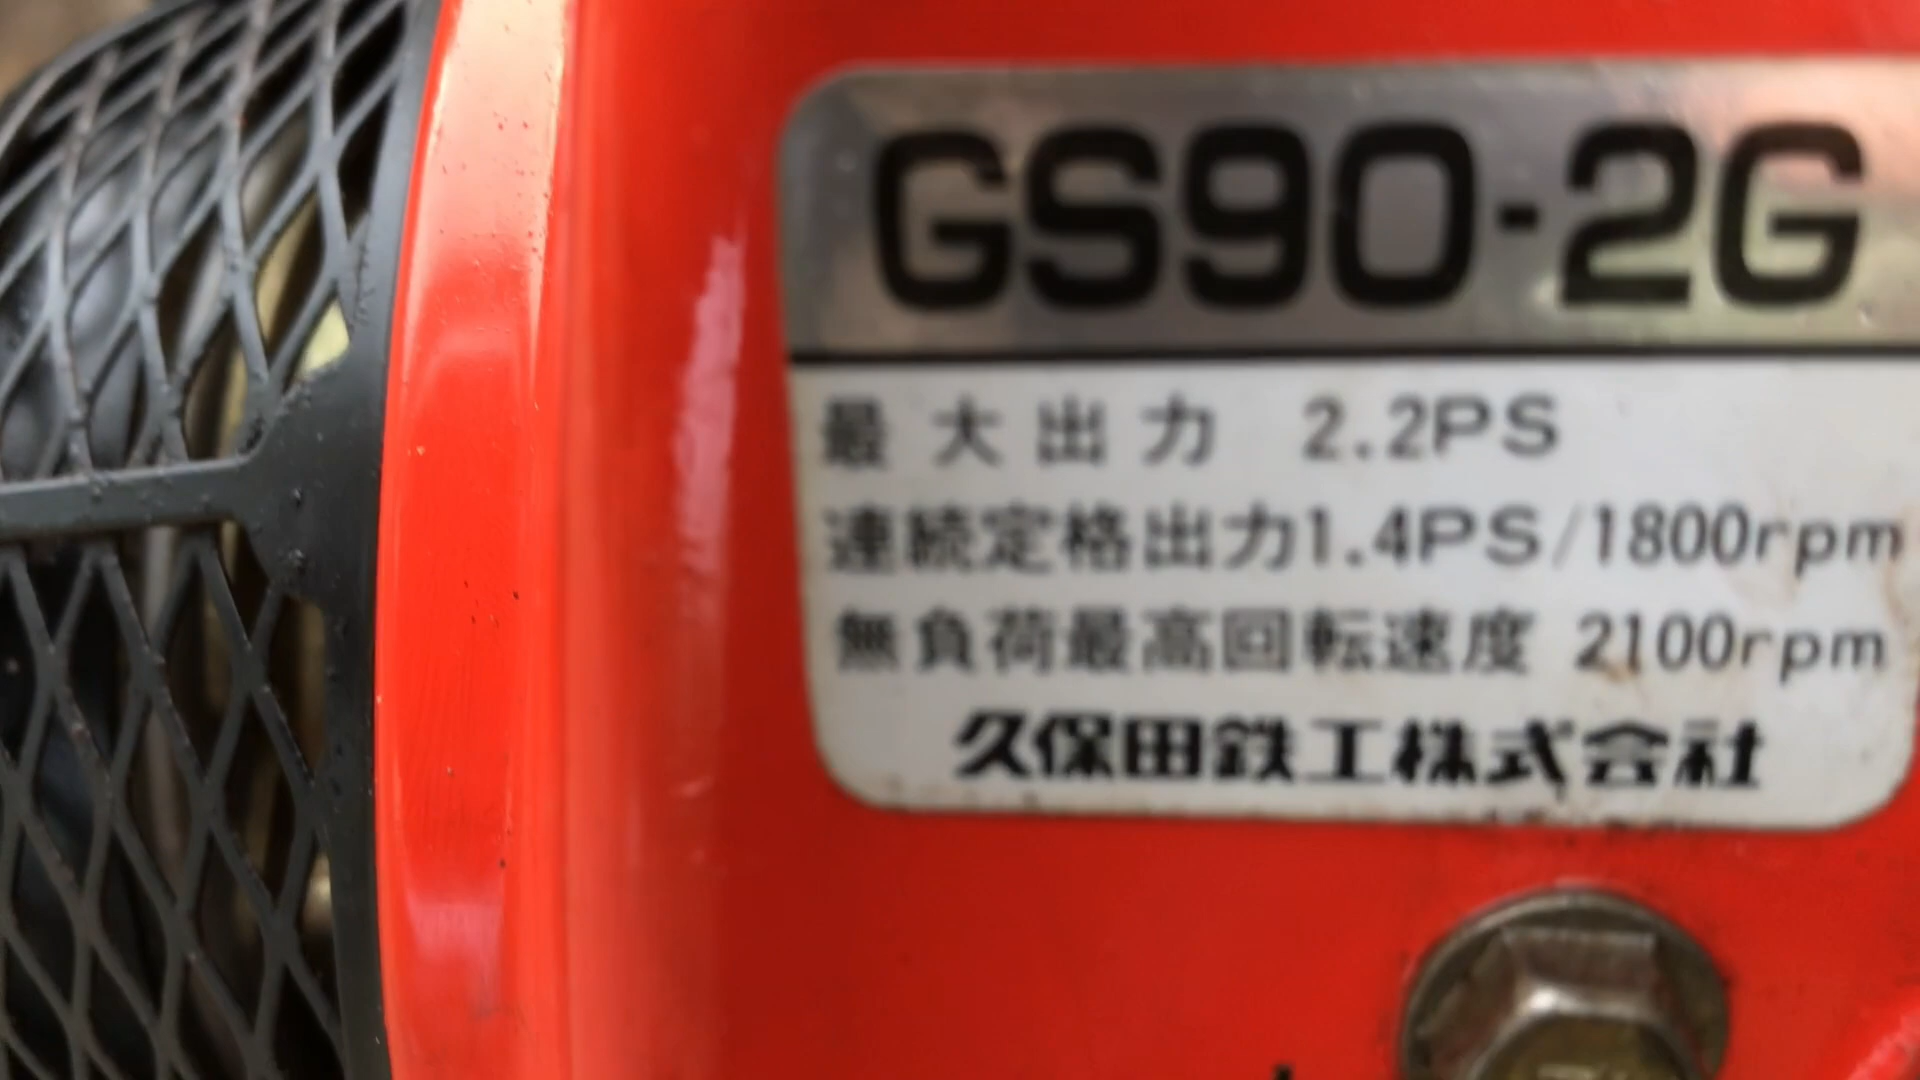 GS90-2G
最大出力 2.2PS
連続定格出力1.4PS/1800rpm
無負荷最高回転速度 2100rpm
久保田鉄工株式会社